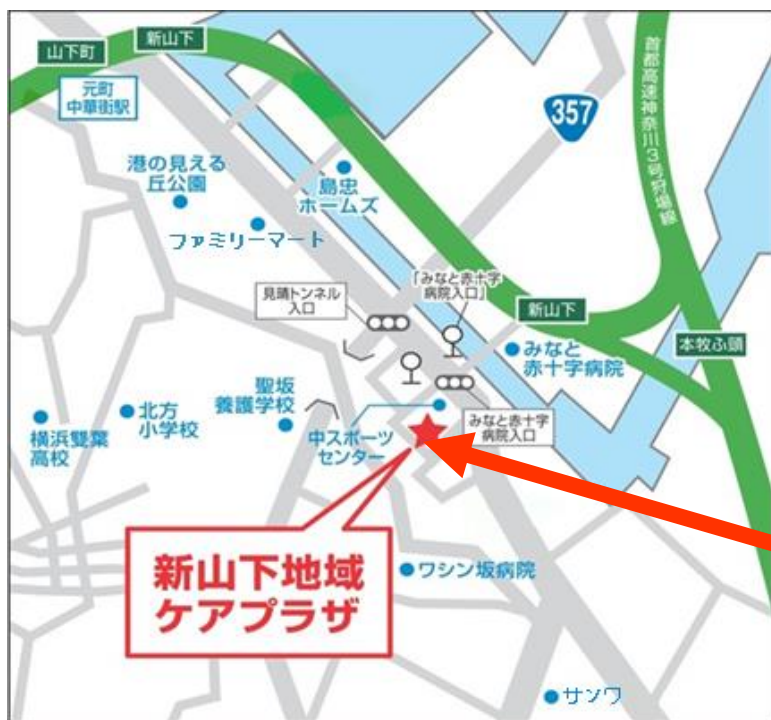 山下町
新山下
元町
中華街駅
357
首都高速神奈川3号狩場線
港の見える
丘公園
島忠
ホームズ
ファミリーマート
見晴トンネル
入口
「みなと赤十字
病院入口」
新山下
本牧ふ頭
みなと
赤十字病院
聖坂
養護学校
北方
小学校
横浜雙葉
高校
中スポーツ
センター
みなと赤十字
病院入口
新山下地域
ケアプラザ
ワシン坂病院
サンワ